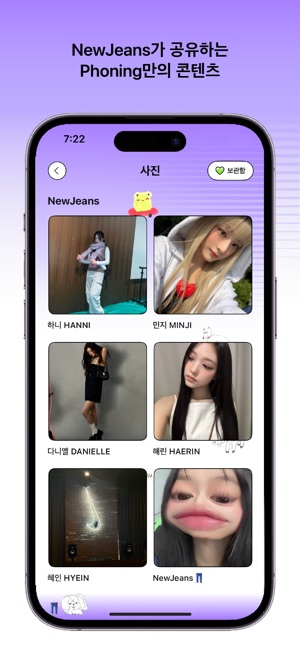 NewJeans가 공유하는
Phoning만의 콘텐츠
7:22
사진
보관함
NewJeans
하니 HANNI
민지 MINJI
다니엘 DANIELLE
해린 HAERIN
혜인 HYEIN
NewJeans 👖